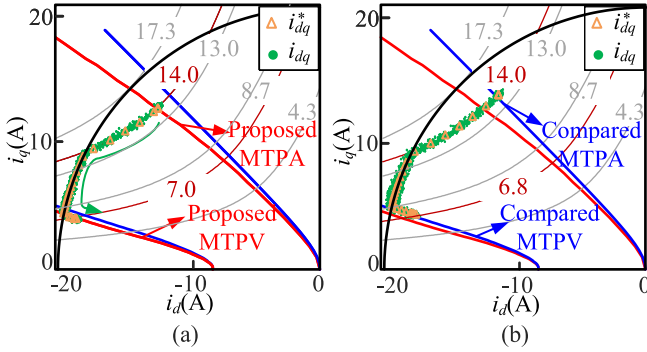 20
17.3
13.0
i*dq
idq
14.0
8.7
4.3
Proposed
MTPA
10
iq(A)
7.0
Proposed
MTPV
0
-20
-10
0
id(A)
(a)
20
17.3
13.0
i*dq
idq
14.0
8.7
4.3
Compared
MTPA
10
iq(A)
6.8
Compared
MTPV
0
-20
-10
0
id(A)
(b)